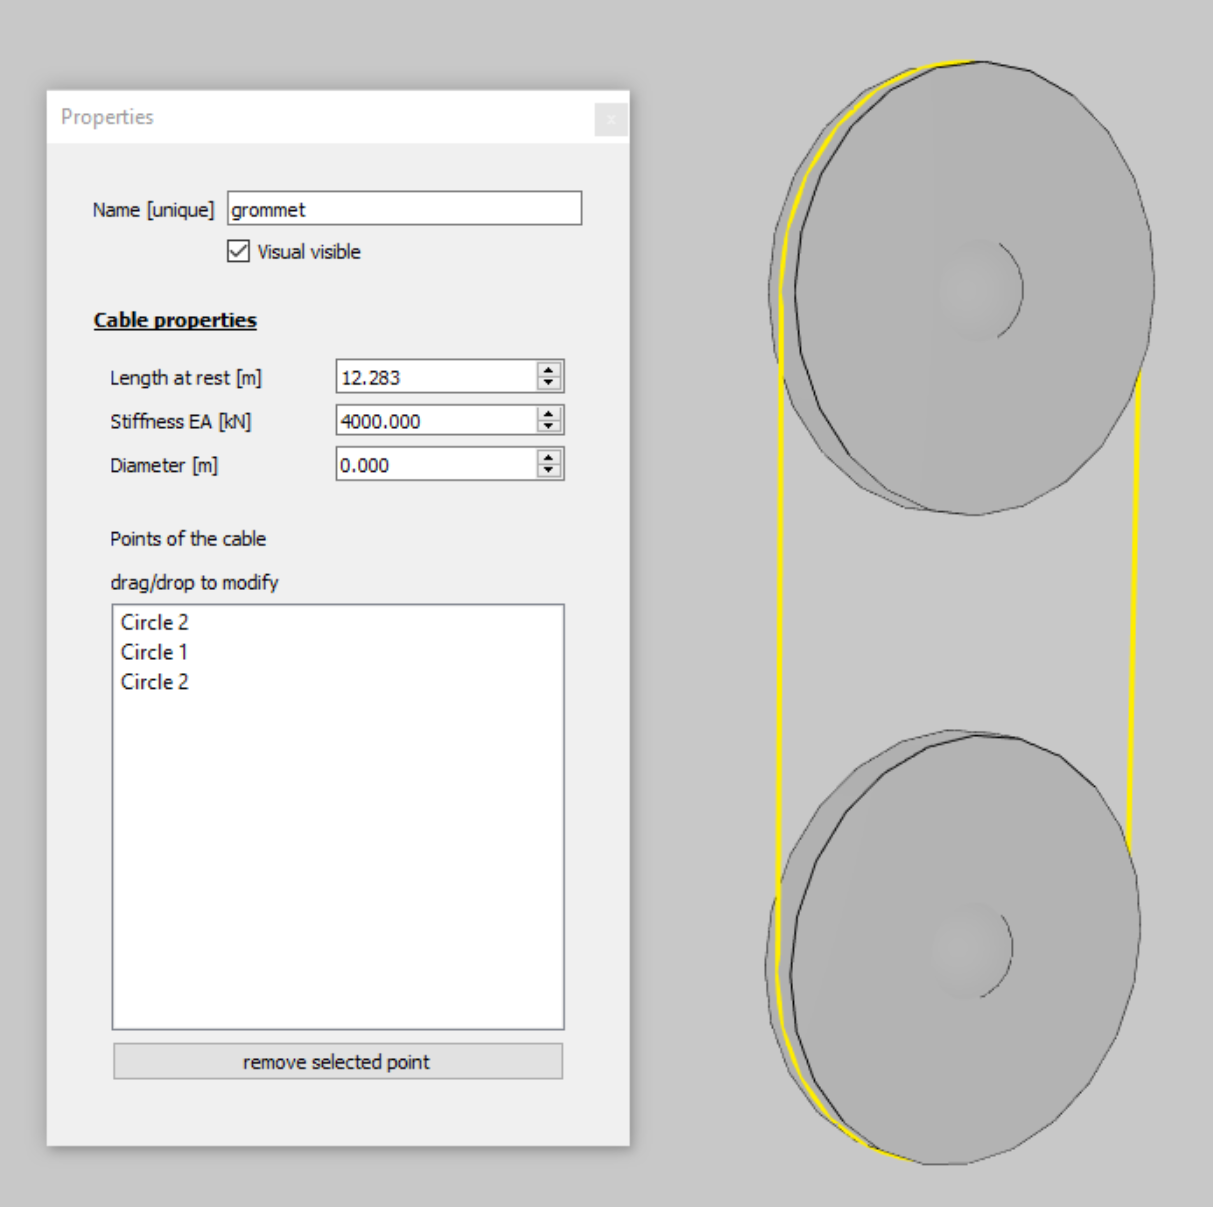 Properties
x
Name [unique] grommet
Visual visible
Cable properties
Length at rest [m] 12.283
Stiffness EA [kN] 4000.000
Diameter [m] 0.000
Points of the cable
drag/drop to modify
Circle 2
Circle 1
Circle 2
remove selected point